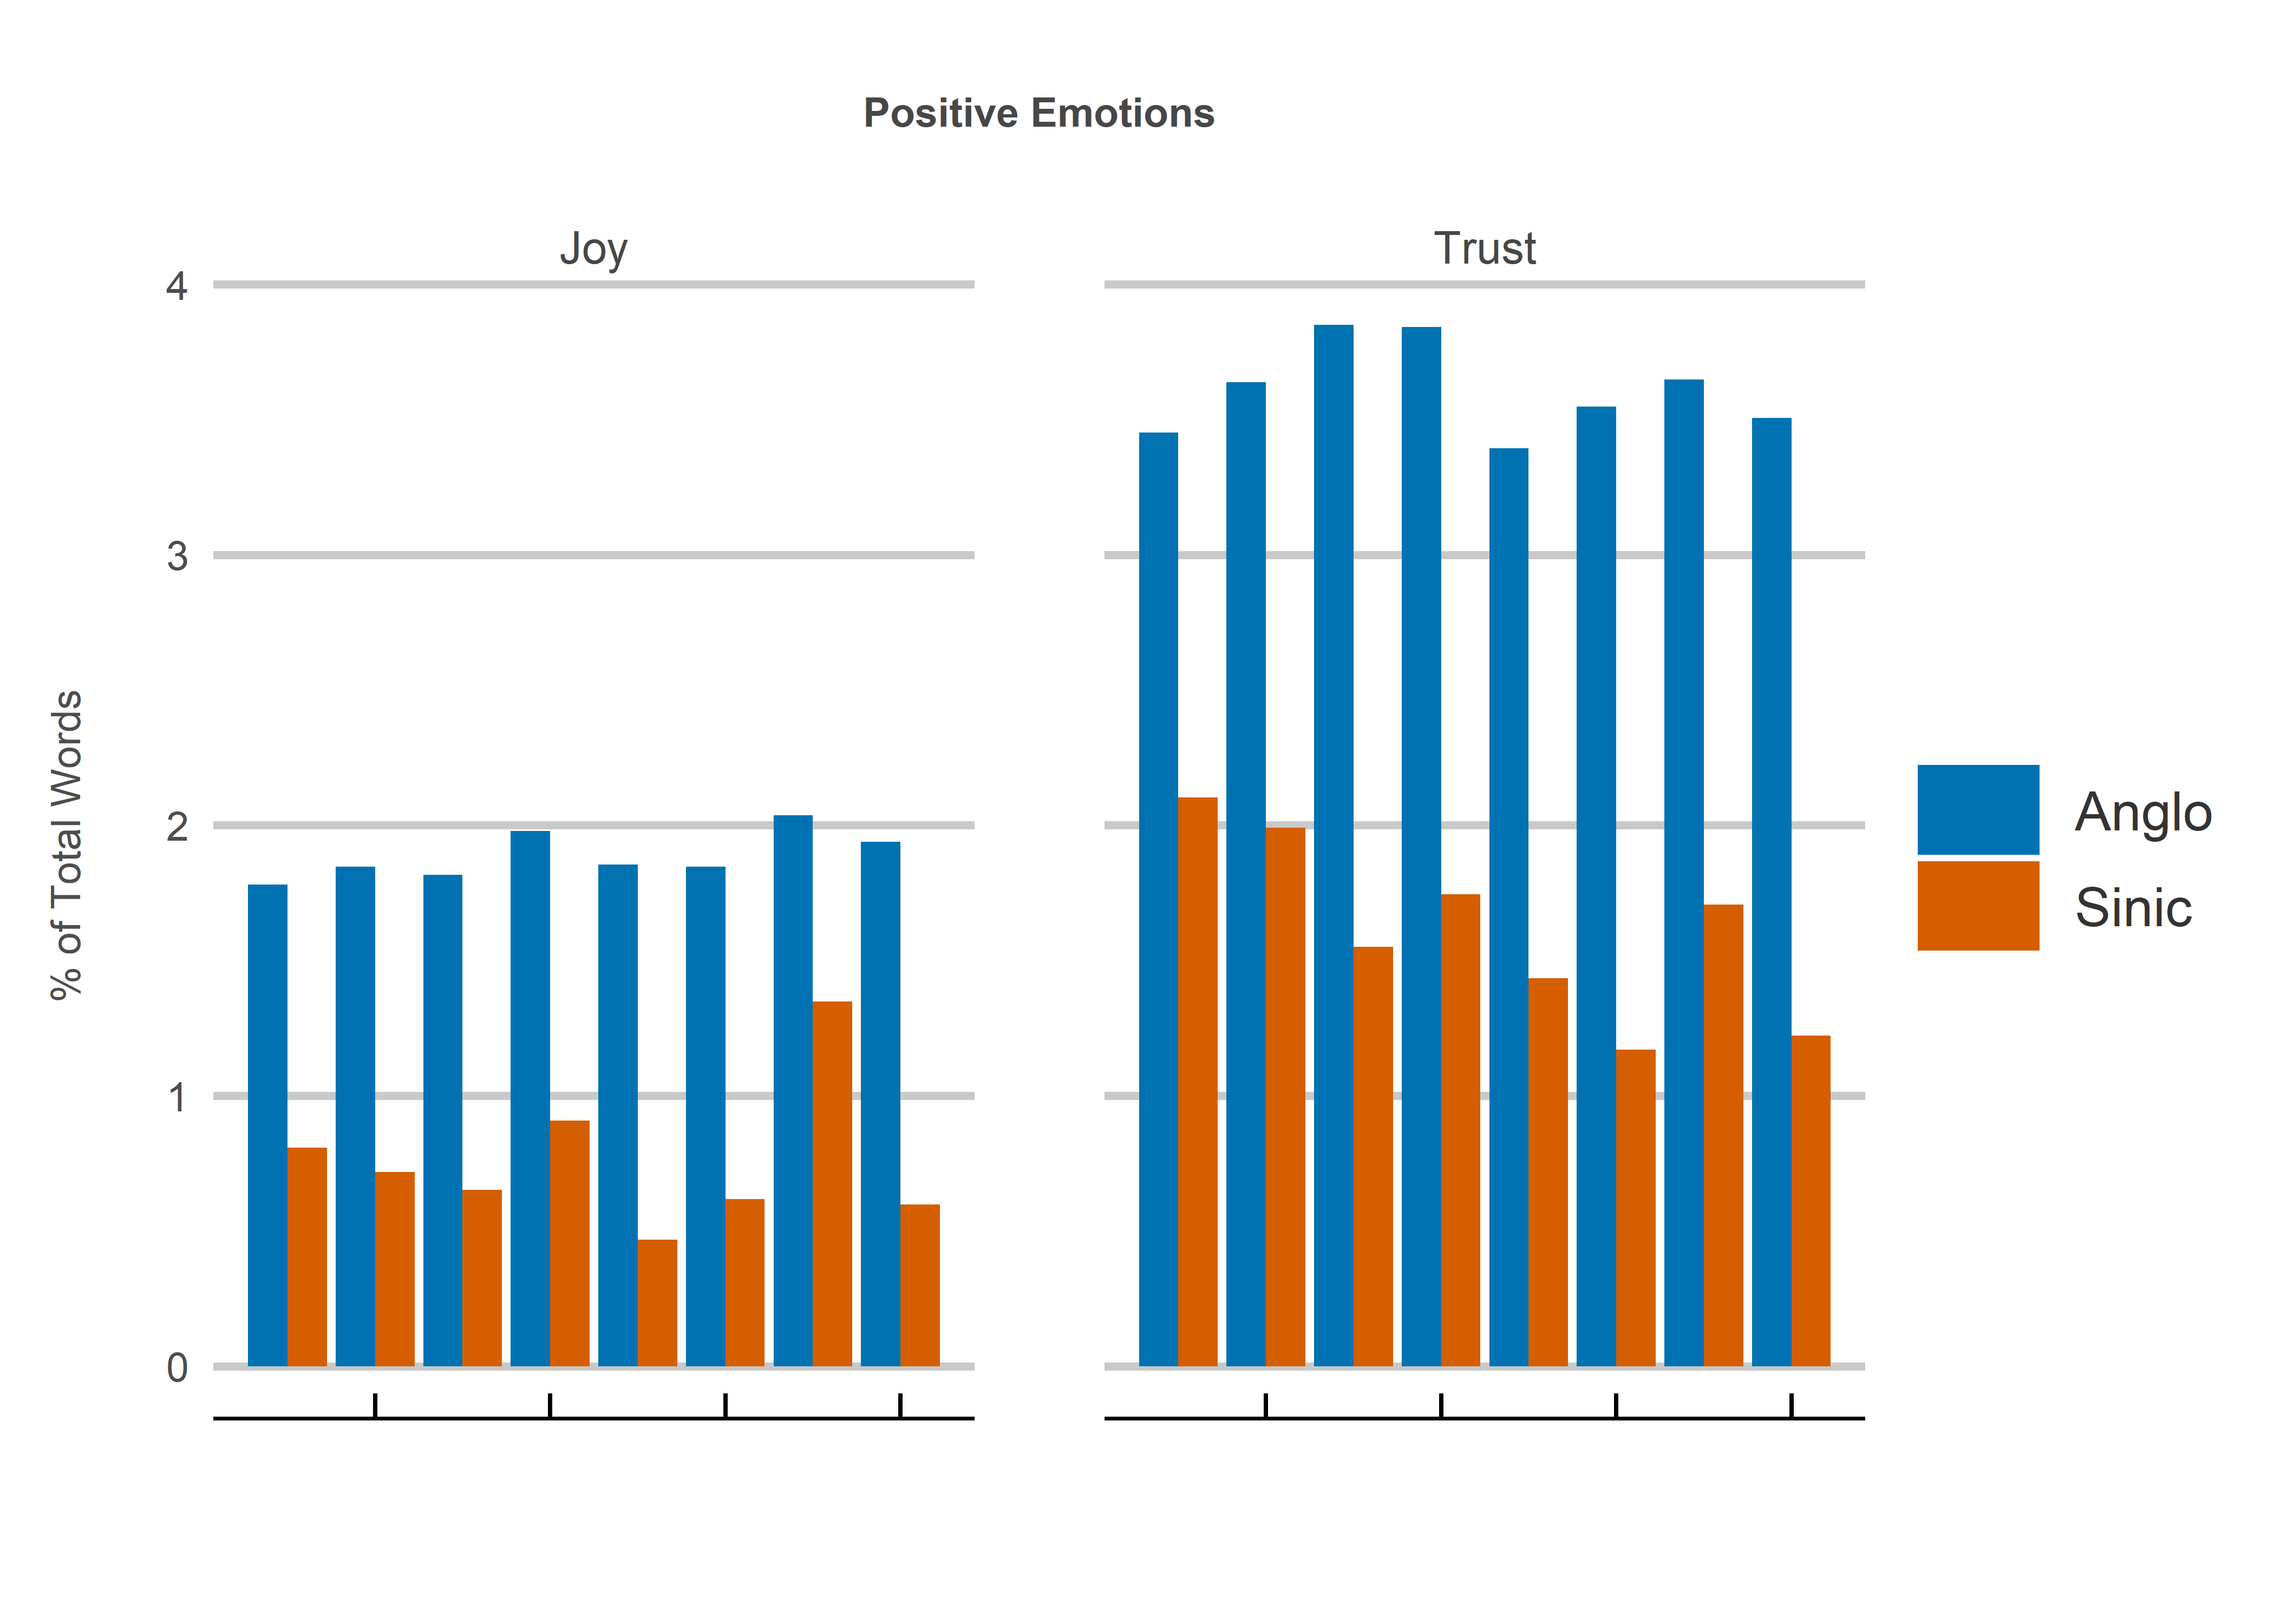 Positive Emotions
Joy
Trust
4
3
2
1
0
% of Total Words
Anglo
Sinic